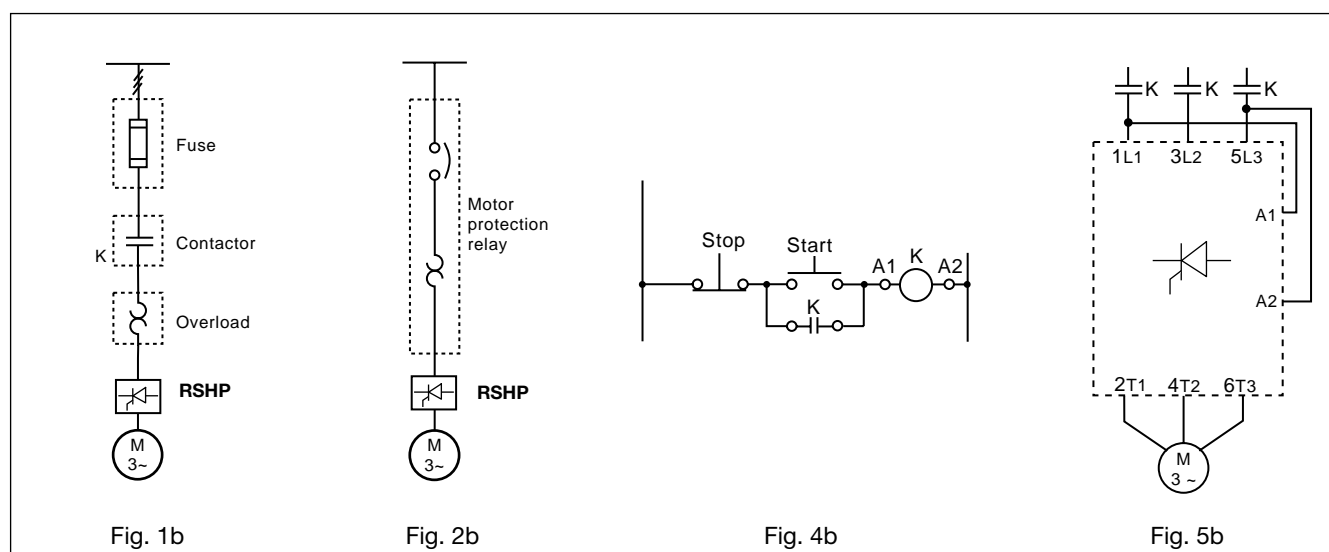 Fuse
K
Contactor
Overload
RSHP
M
3~
Fig. 1b
Motor
protection
relay
RSHP
M
3~
Fig. 2b
Stop
Start
K
A1
K
A2
Fig. 4b
K
K
K
1L1
3L2
5L3
A1
A2
2T1
4T2
6T3
M
3 ~
Fig. 5b